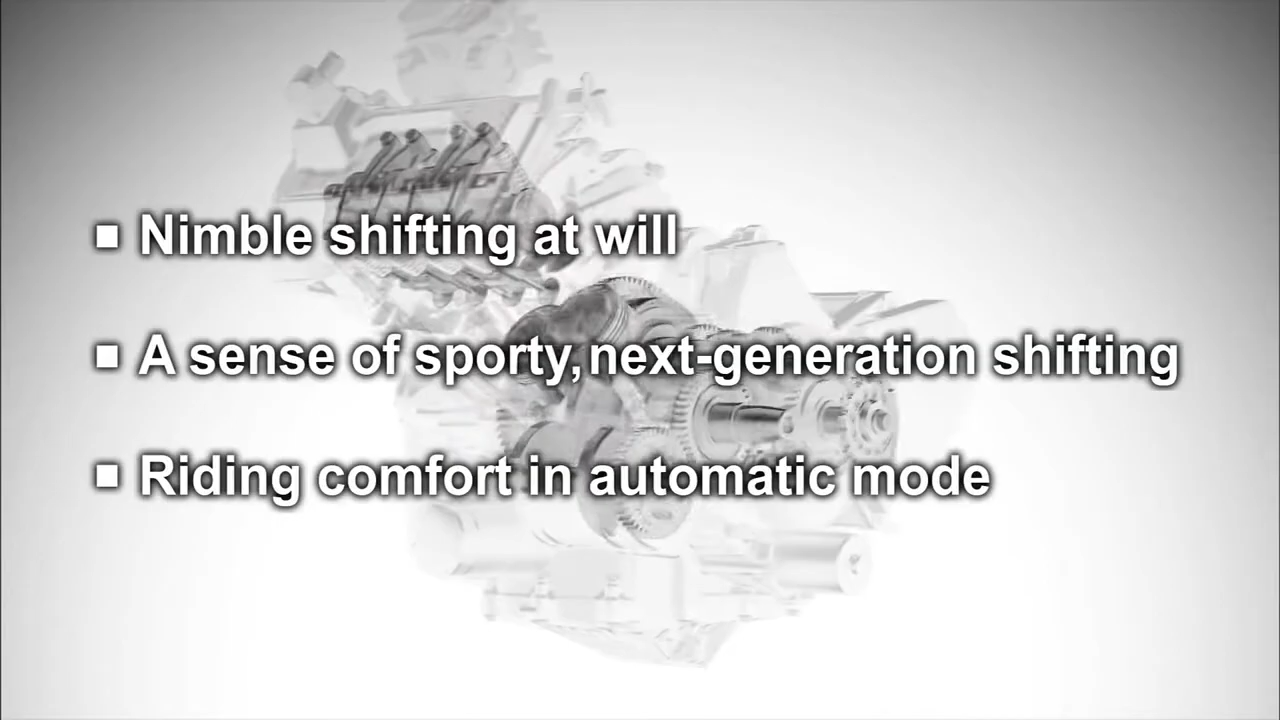 Nimble shifting at will
A sense of sporty,next-generation shifting
Riding comfort in automatic mode